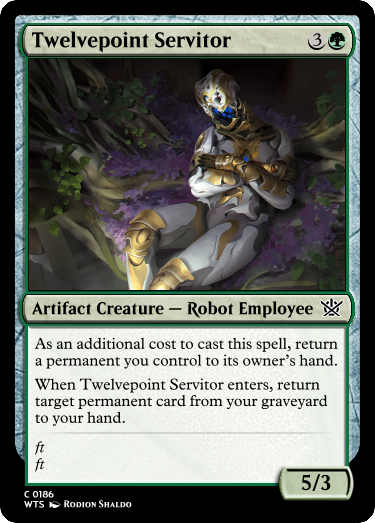 Twelvepoint Servitor 3
Artifact Creature — Robot Employee
As an additional cost to cast this spell, return
a permanent you control to its owner's hand.
When Twelvepoint Servitor enters, return
target permanent card from your graveyard
to your hand.
ft
ft
5/3
C 0186
WTS Rodion Shaldo